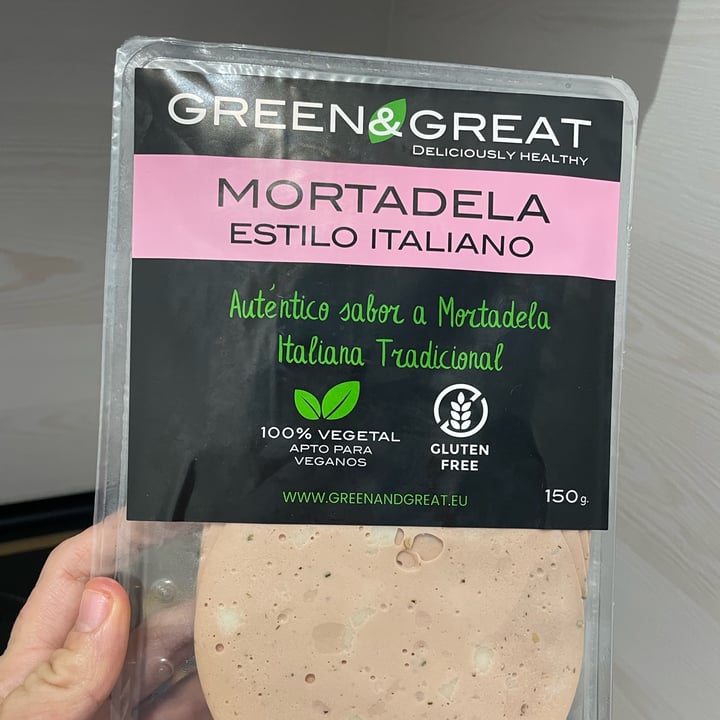 GREEN&GREAT
DELICIOUSLY HEALTHY
MORTADELA
ESTILO ITALIANO
Auténtico sabor a Mortadela
Italiana Tradicional
100% VEGETAL
APTO PARA
VEGANOS
GLUTEN
FREE
WWW.GREENANDGREAT.EU
150g.